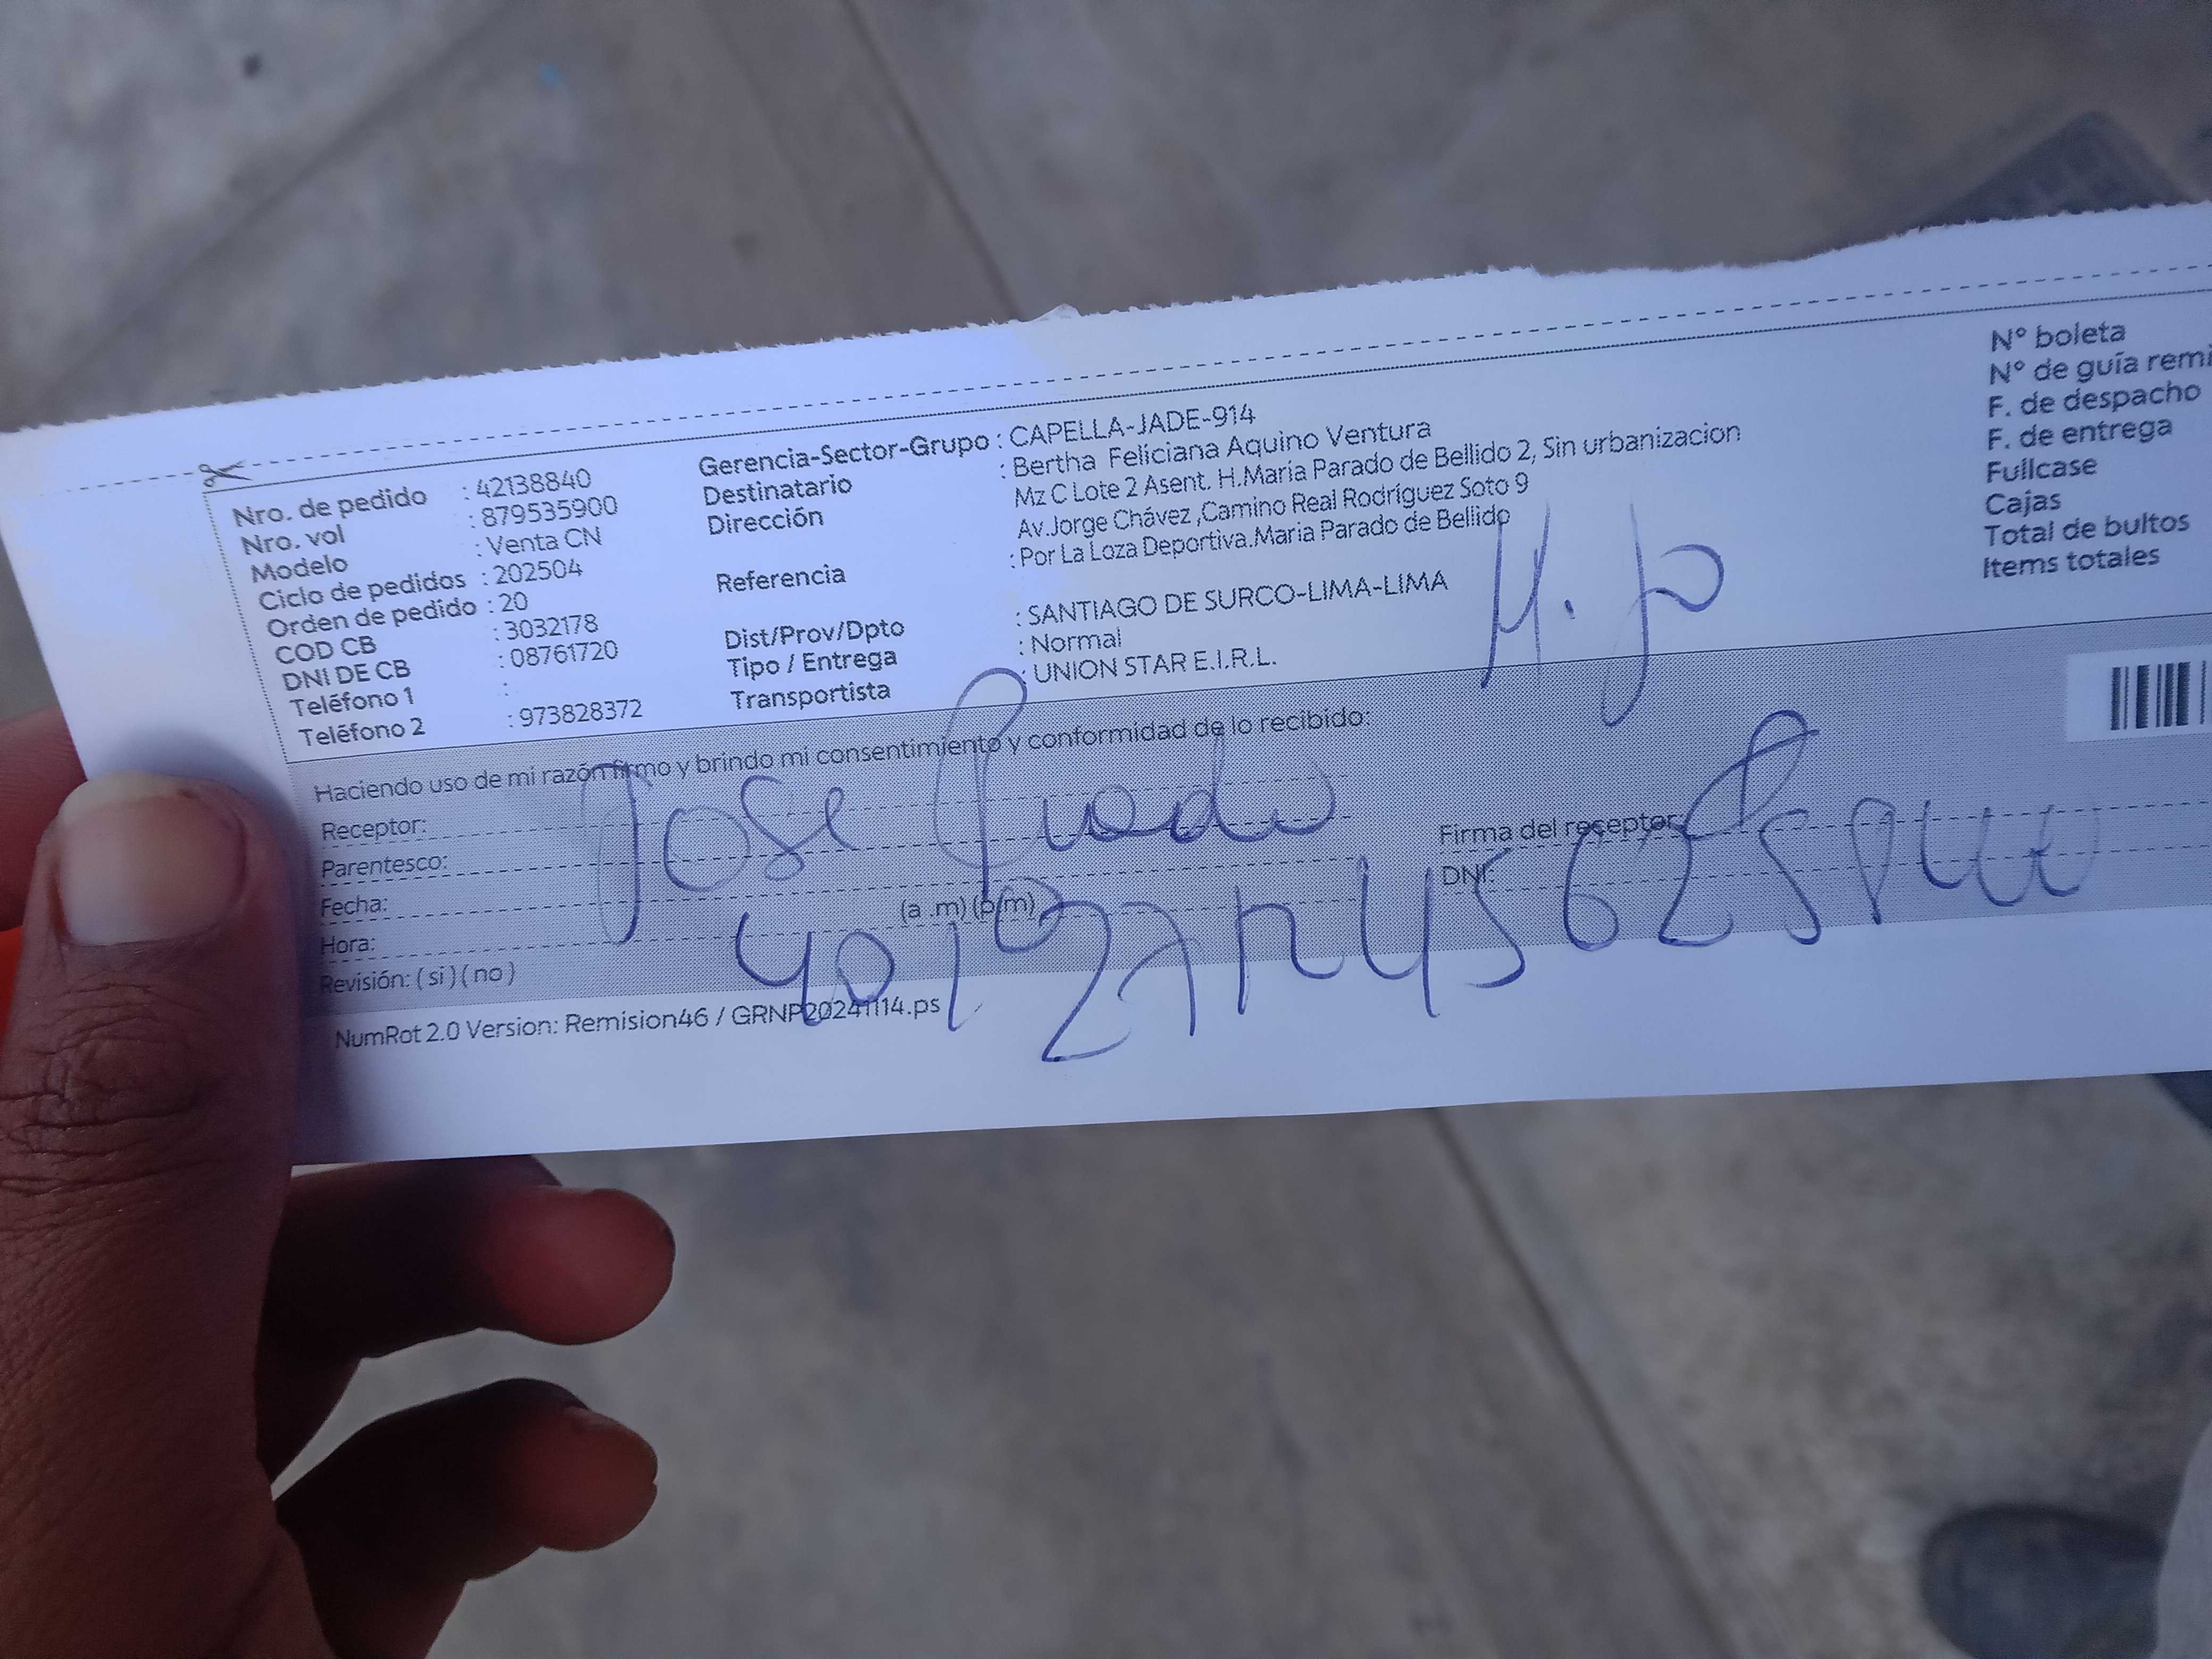 Nro. de pedido : 42138840
Nro. vol : 879535900
Modelo : Venta CN
Ciclo de pedidos : 202504
Orden de pedido : 20
COD CB : 3032178
DNI DE CB : 08761720
Teléfono 1 :
Teléfono 2 : 973828372
Gerencia-Sector-Grupo : CAPELLA-JADE-914
Destinatario : Bertha Feliciana Aquino Ventura
Dirección Mz C Lote 2 Asent. H.Maria Parado de Bellido 2, Sin urbanizacion
Av.Jorge Chávez ,Camino Real Rodríguez Soto 9
Referencia : Por La Loza Deportiva.Maria Parado de Bellido
Dist/Prov/Dpto : SANTIAGO DE SURCO-LIMA-LIMA
Tipo / Entrega : Normal
Transportista : UNION STAR E.I.R.L.
Nº boleta
Nº de guía remi
F. de despacho
F. de entrega
Fullcase
Cajas
Total de bultos
Items totales
Haciendo uso de mi razón firmo y brindo mi consentimiento y conformidad de lo recibido:
Receptor: Jose
Parentesco:
Fecha:
Hora: (a .m) (p.m)
Revisión: ( si ) ( no )
Firma del receptor:
DNI:
NumRot 2.0 Version: Remision46 / GRNP20241114.ps